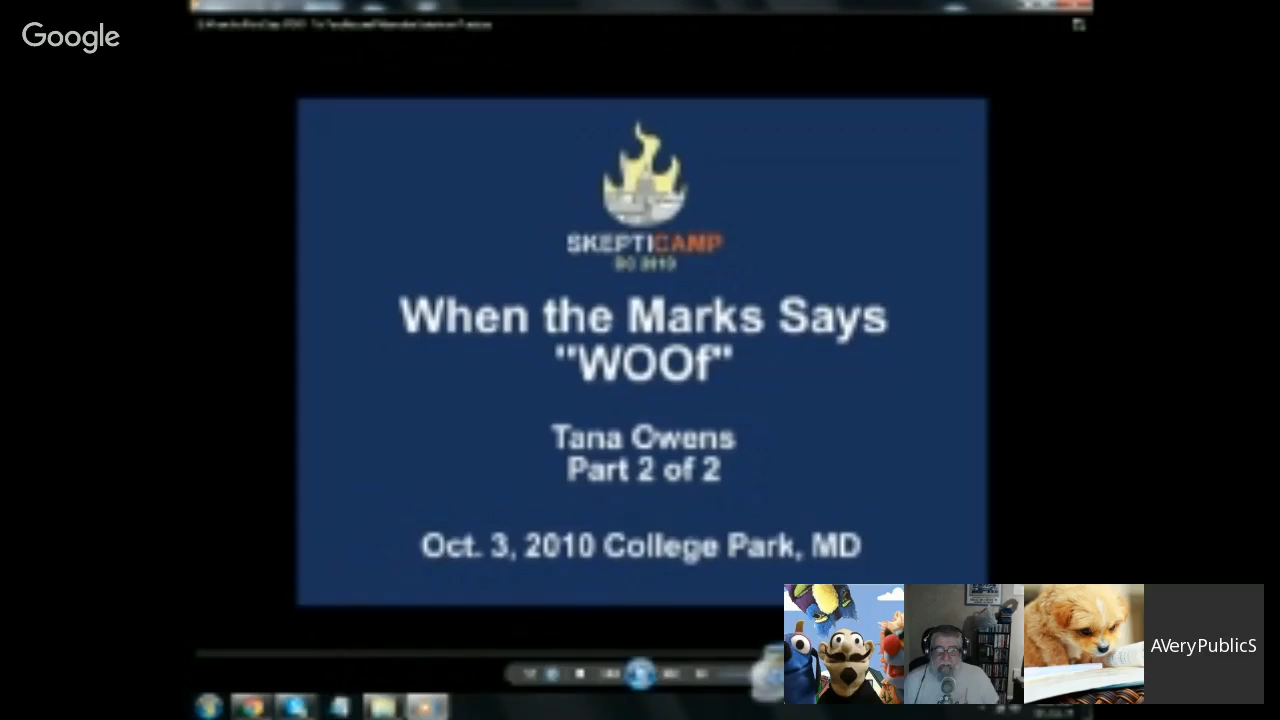 Google
SKEPTICAMP
DC 2010
When the Marks Says
"WOOf"
Tana Owens
Part 2 of 2
Oct. 3, 2010 College Park, MD
AVeryPublicS